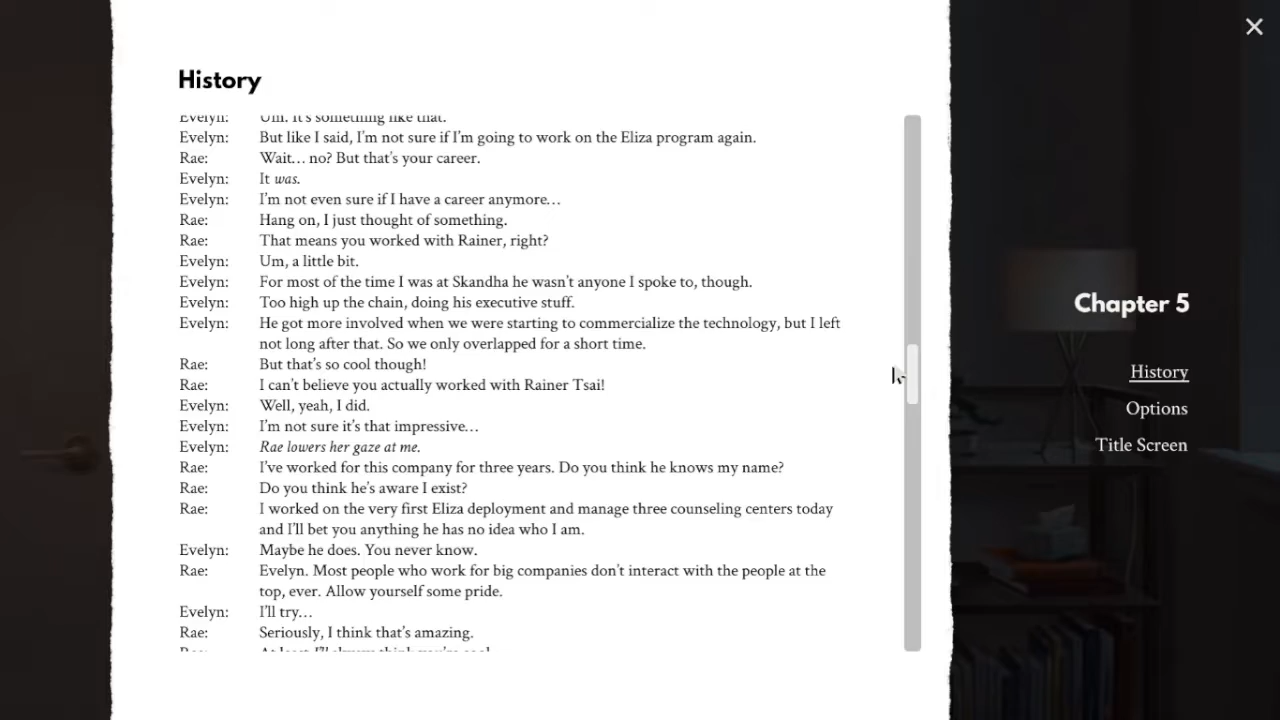 History
Evelyn: Um. It's something like that.
Evelyn: But like I said, I'm not sure if I'm going to work on the Eliza program again.
Rae: Wait… no? But that's your career.
Evelyn: It was.
Evelyn: I'm not even sure if I have a career anymore…
Rae: Hang on, I just thought of something.
Rae: That means you worked with Rainer, right?
Evelyn: Um, a little bit.
Evelyn: For most of the time I was at Skandha he wasn't anyone I spoke to, though.
Evelyn: Too high up the chain, doing his executive stuff.
Evelyn: He got more involved when we were starting to commercialize the technology, but I left
not long after that. So we only overlapped for a short time.
Rae: But that's so cool though!
Rae: I can't believe you actually worked with Rainer Tsai!
Evelyn: Well, yeah, I did.
Evelyn: I'm not sure it's that impressive…
Evelyn: Rae lowers her gaze at me.
Rae: I've worked for this company for three years. Do you think he knows my name?
Rae: Do you think he's aware I exist?
Rae: I worked on the very first Eliza deployment and manage three counseling centers today
and I'll bet you anything he has no idea who I am.
Evelyn: Maybe he does. You never know.
Rae: Evelyn. Most people who work for big companies don't interact with the people at the
top, ever. Allow yourself some pride.
Evelyn: I'll try…
Rae: Seriously, I think that's amazing.
Chapter 5
History
Options
Title Screen